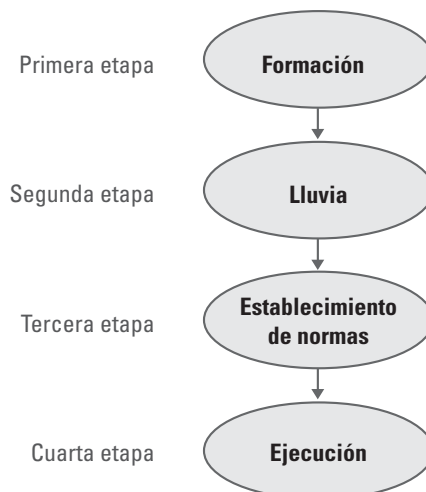 Primera etapa
Formación
Segunda etapa
Lluvia
Tercera etapa
Establecimiento
de normas
Cuarta etapa
Ejecución